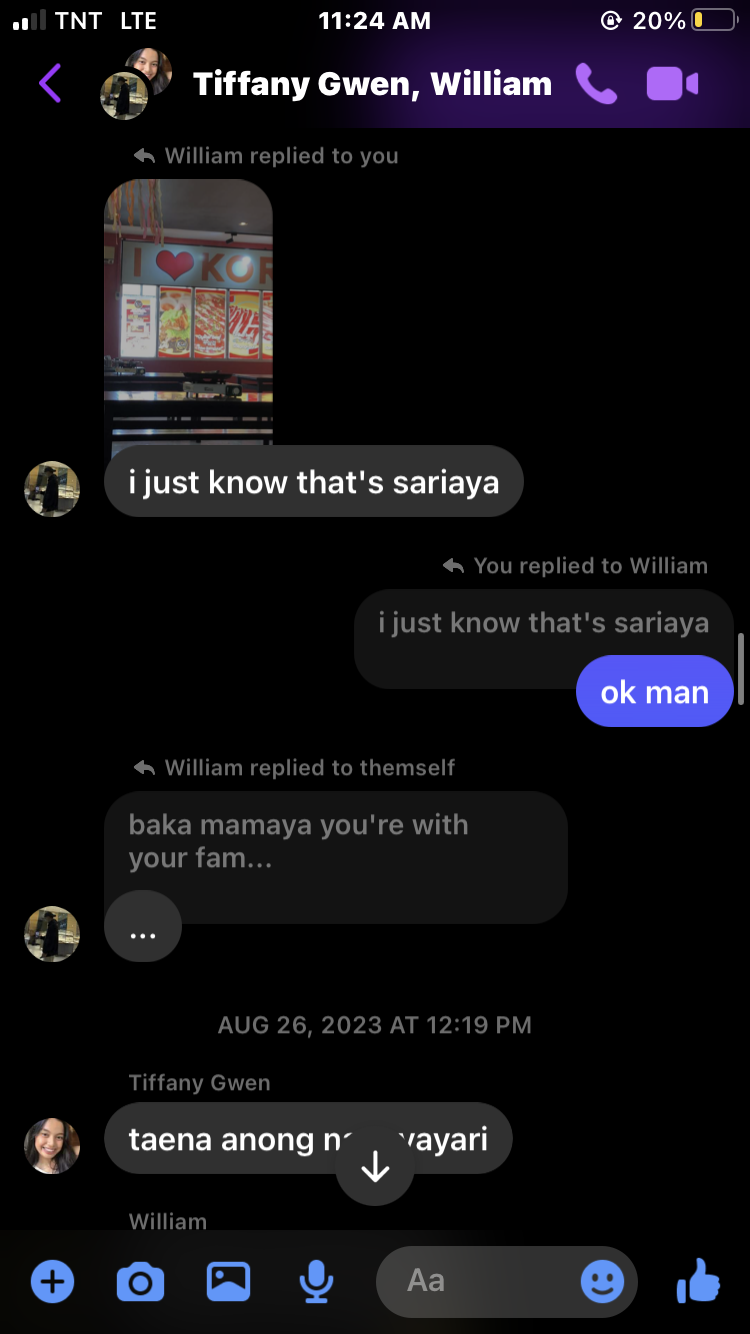 TNT LTE 11:24 AM 20%
Tiffany Gwen, William
William replied to you
I ❤ KOR
i just know that's sariaya
You replied to William
i just know that's sariaya
ok man
William replied to themself
baka mamaya you're with
your fam...
...
AUG 26, 2023 AT 12:19 PM
Tiffany Gwen
taena anong
William
Aa